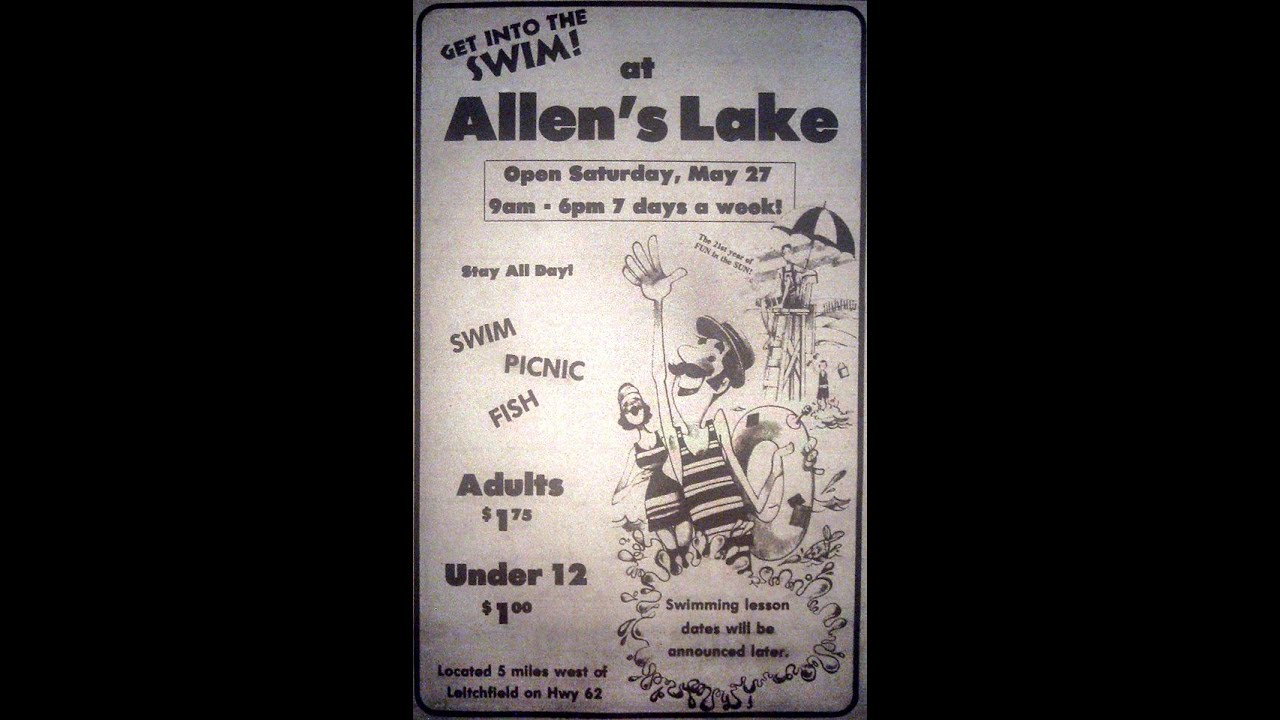 GET INTO THE
SWIM!
at
Allen's Lake
Open Saturday, May 27
9am - 6pm 7 days a week!
The 21st year of
FUN in the SUN!
Stay All Day!
SWIM
PICNIC
FISH
Adults
$1.75
Under 12
$1.00
Swimming lesson
dates will be
announced later.
Located 5 miles west of
Leitchfield on Hwy 62